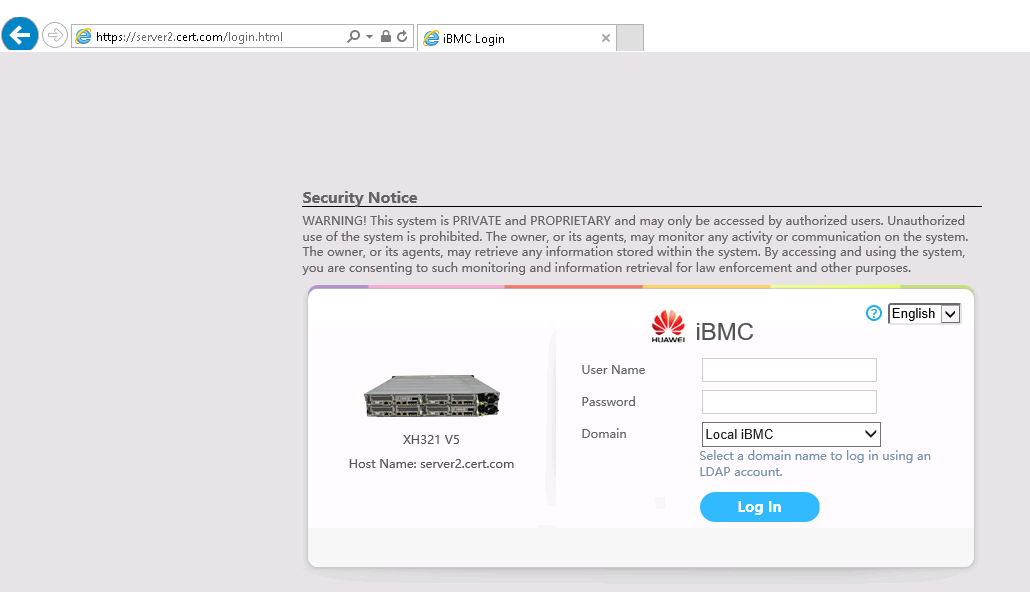 https://server2.cert.com/login.html
iBMC Login
Security Notice
WARNING! This system is PRIVATE and PROPRIETARY and may only be accessed by authorized users. Unauthorized
use of the system is prohibited. The owner, or its agents, may monitor any activity or communication on the system.
The owner, or its agents, may retrieve any information stored within the system. By accessing and using the system,
you are consenting to such monitoring and information retrieval for law enforcement and other purposes.
? English
HUAWEI iBMC
User Name
Password
Domain Local iBMC
Select a domain name to log in using an
LDAP account.
Log In
XH321 V5
Host Name: server2.cert.com